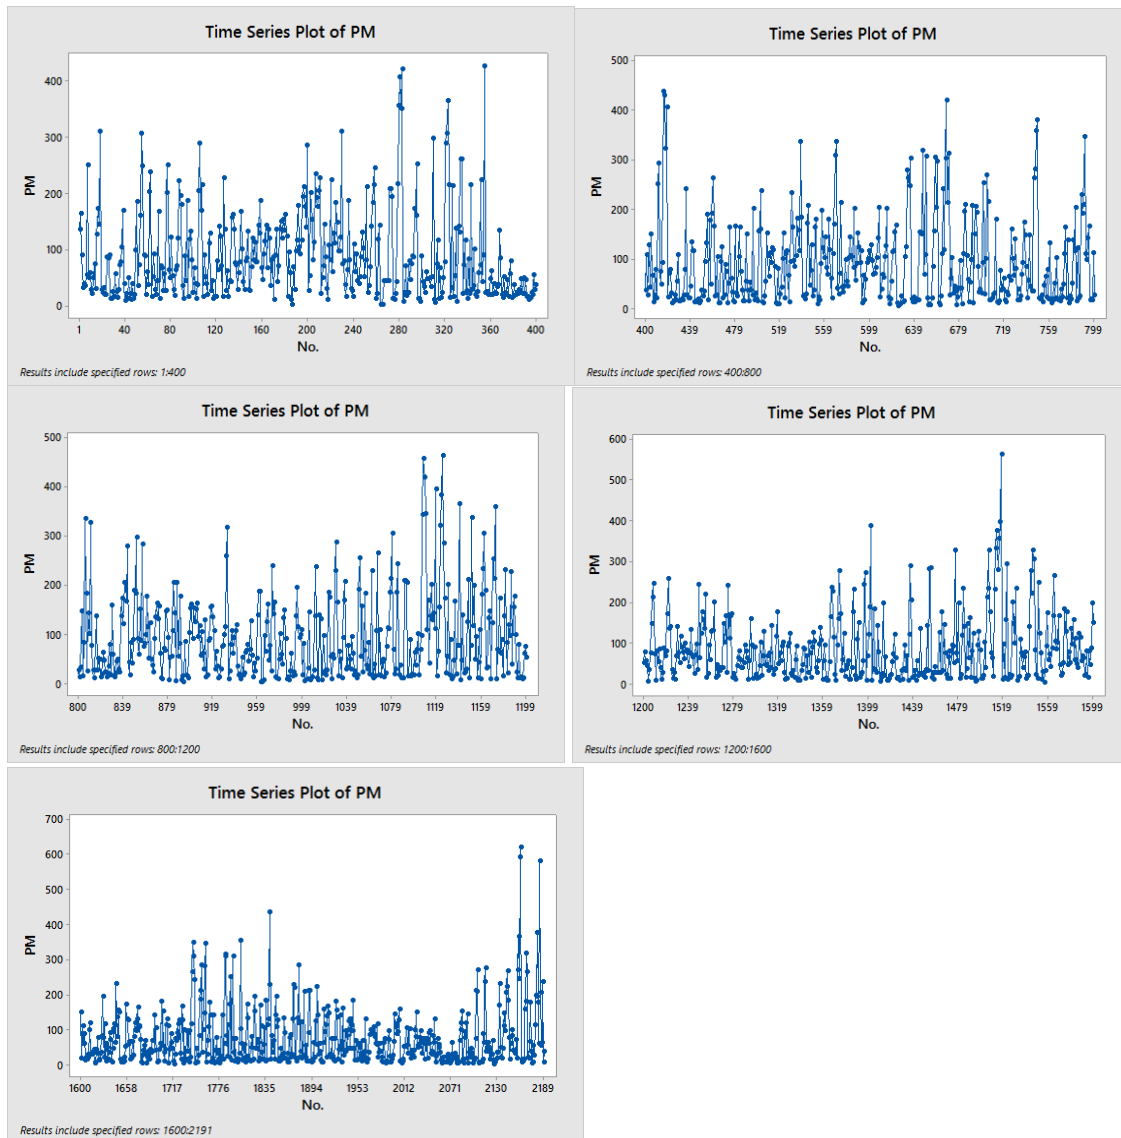 Time Series Plot of PM
400
300
200
100
0
PM
1 40 80 120 160 200 240 280 320 360 400
No.
Results include specified rows: 1:400
Time Series Plot of PM
500
400
300
200
100
0
PM
400 439 479 519 559 599 639 679 719 759 799
No.
Results include specified rows: 400:800
Time Series Plot of PM
500
400
300
200
100
0
PM
800 839 879 919 959 999 1039 1079 1119 1159 1199
No.
Results include specified rows: 800:1200
Time Series Plot of PM
600
500
400
300
200
100
0
PM
1200 1239 1279 1319 1359 1399 1439 1479 1519 1559 1599
No.
Results include specified rows: 1200:1600
Time Series Plot of PM
700
600
500
400
300
200
100
0
PM
1600 1658 1717 1776 1835 1894 1953 2012 2071 2130 2189
No.
Results include specified rows: 1600:2191